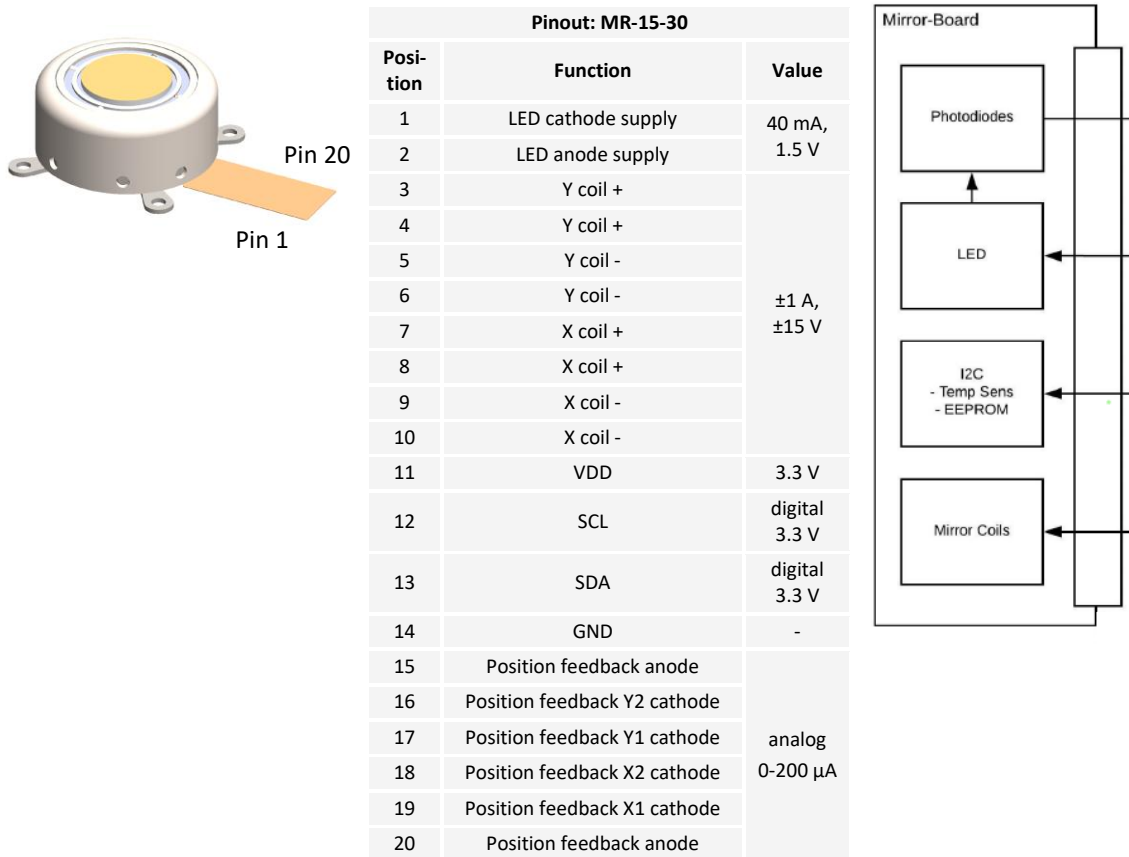 Pin 20
Pin 1
Pinout: MR-15-30
Posi-
tion
Function
Value
1 LED cathode supply
40 mA,
1.5 V
2 LED anode supply
3 Y coil +
4 Y coil +
5 Y coil -
6 Y coil -
±1 A,
±15 V
7 X coil +
8 X coil +
9 X coil -
10 X coil -
11 VDD 3.3 V
12 SCL
digital
3.3 V
13 SDA
digital
3.3 V
14 GND -
15 Position feedback anode
16 Position feedback Y2 cathode
17 Position feedback Y1 cathode
analog
0-200 µA
18 Position feedback X2 cathode
19 Position feedback X1 cathode
20 Position feedback anode
Mirror-Board
Photodiodes
LED
I2C
- Temp Sens
- EEPROM
Mirror Coils